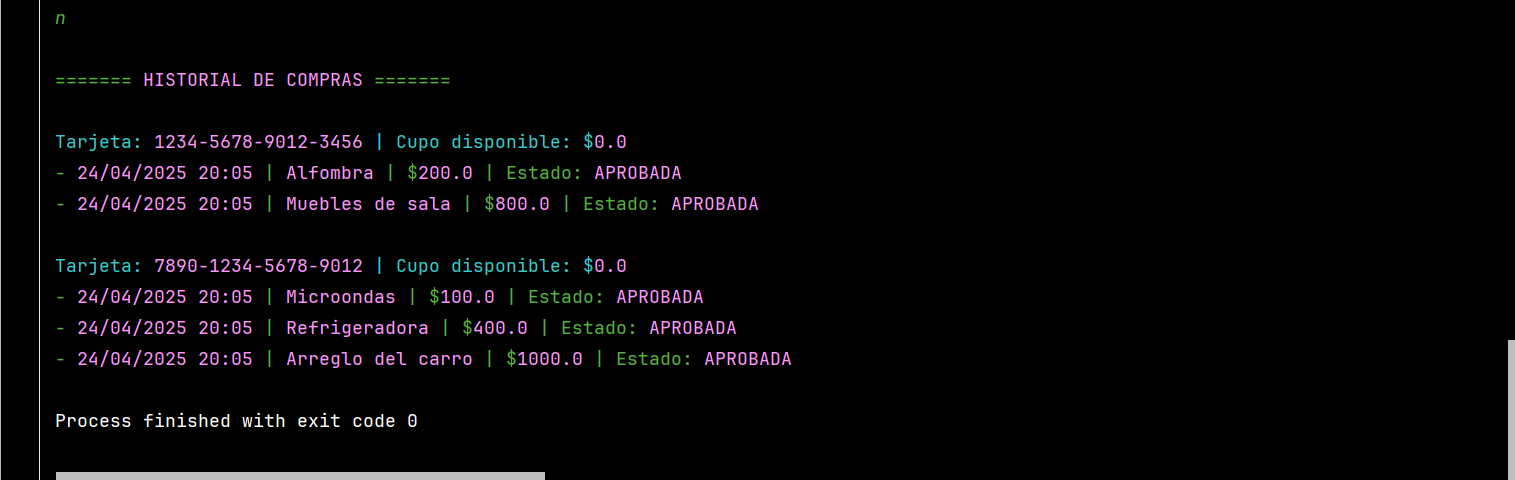 n
======= HISTORIAL DE COMPRAS =======
Tarjeta: 1234-5678-9012-3456 | Cupo disponible: $0.0
- 24/04/2025 20:05 | Alfombra | $200.0 | Estado: APROBADA
- 24/04/2025 20:05 | Muebles de sala | $800.0 | Estado: APROBADA
Tarjeta: 7890-1234-5678-9012 | Cupo disponible: $0.0
- 24/04/2025 20:05 | Microondas | $100.0 | Estado: APROBADA
- 24/04/2025 20:05 | Refrigeradora | $400.0 | Estado: APROBADA
- 24/04/2025 20:05 | Arreglo del carro | $1000.0 | Estado: APROBADA
Process finished with exit code 0